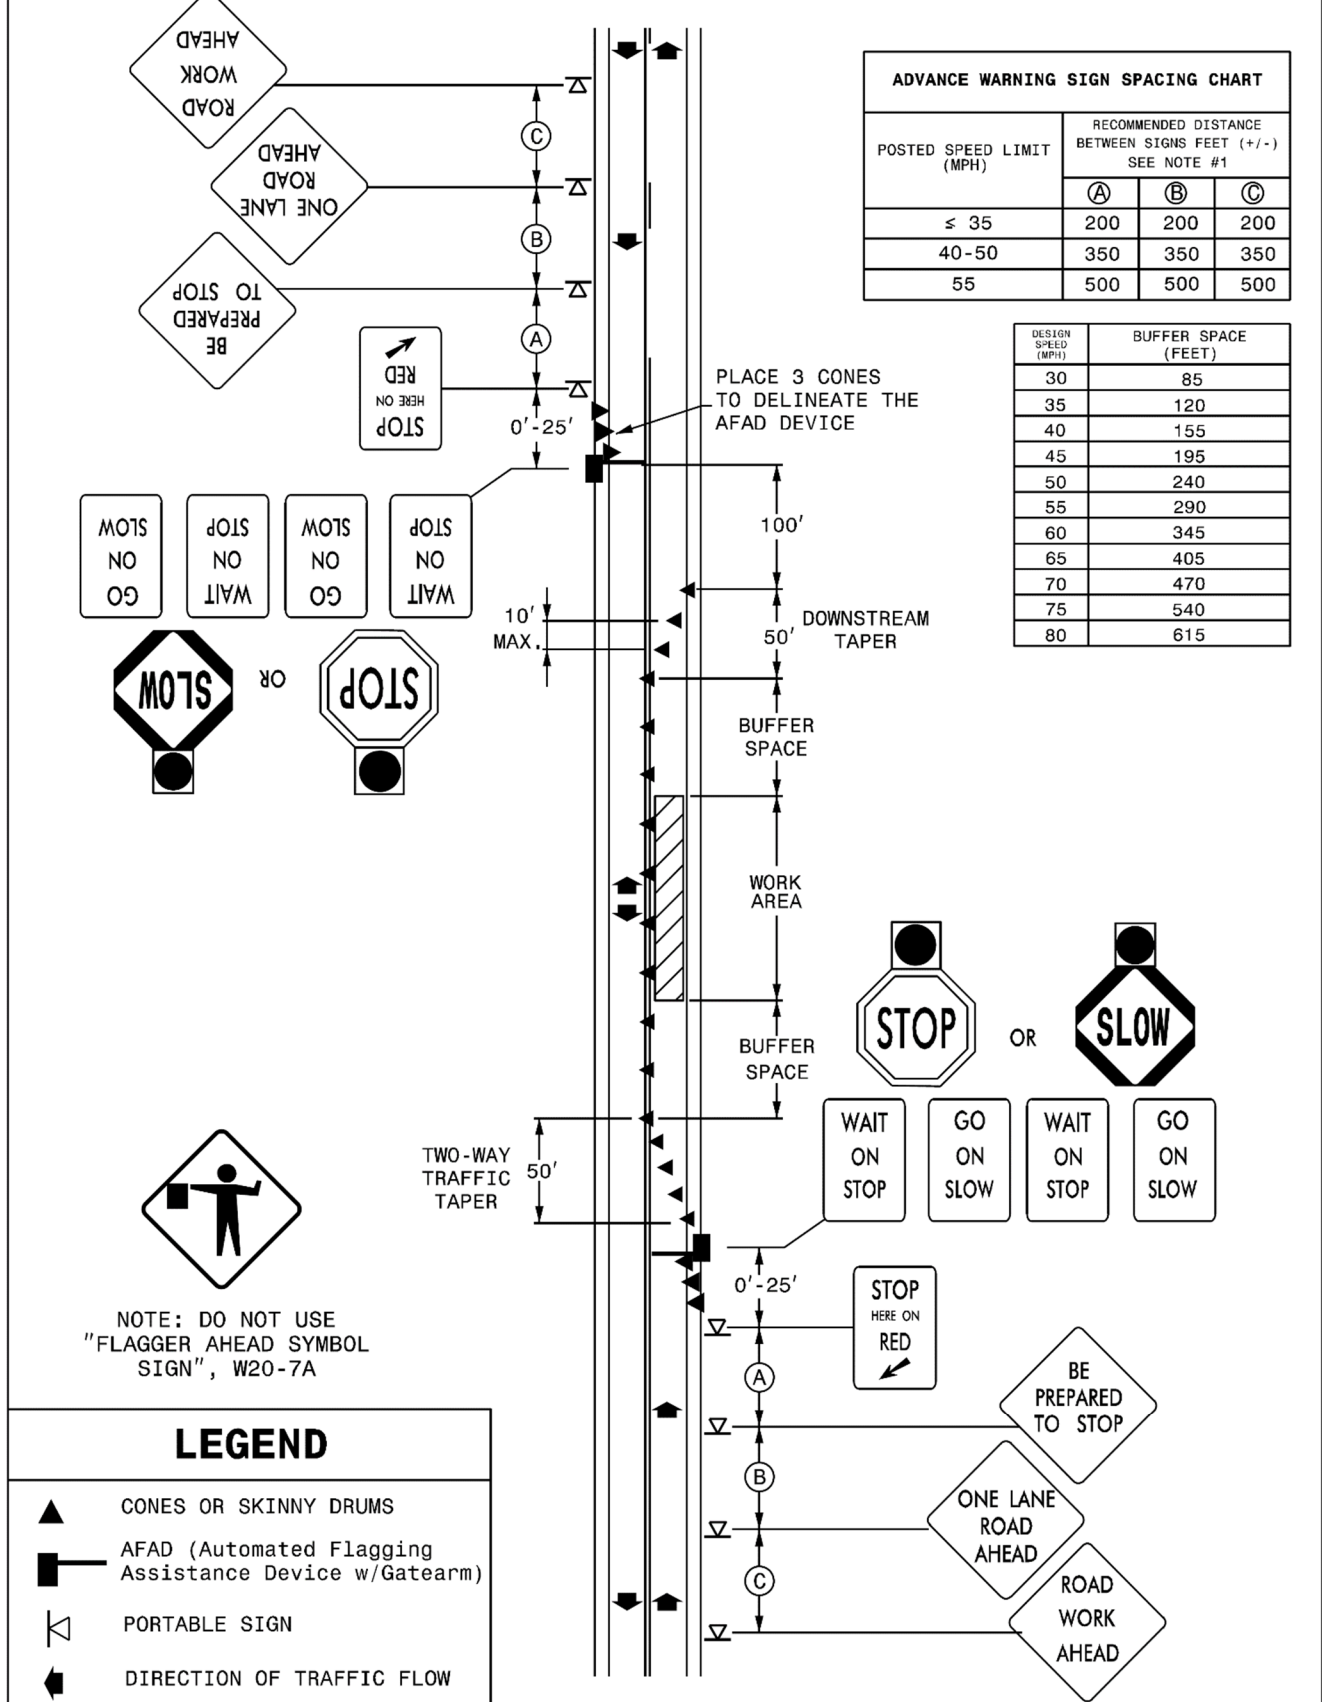 AHEAD
WORK
ROAD
AHEAD
ROAD
ONE LANE
TO STOP
PREPARED
BE
RED
HERE ON
STOP
C
B
A
0'-25'
ADVANCE WARNING SIGN SPACING CHART
POSTED SPEED LIMIT
(MPH)
RECOMMENDED DISTANCE
BETWEEN SIGNS FEET (+/-)
SEE NOTE #1
A B C
≤ 35 200 200 200
40-50 350 350 350
55 500 500 500
DESIGN
SPEED
(MPH)
BUFFER SPACE
(FEET)
30 85
35 120
40 155
45 195
50 240
55 290
60 345
65 405
70 470
75 540
80 615
PLACE 3 CONES
TO DELINEATE THE
AFAD DEVICE
SLOW
ON
GO
STOP
ON
WAIT
SLOW
ON
GO
STOP
ON
WAIT
SLOW
OR
STOP
10'
MAX.
100'
50'
DOWNSTREAM
TAPER
BUFFER
SPACE
WORK
AREA
BUFFER
SPACE
STOP
OR
SLOW
WAIT
ON
STOP
GO
ON
SLOW
WAIT
ON
STOP
GO
ON
SLOW
TWO-WAY
TRAFFIC
TAPER
50'
0'-25'
STOP
HERE ON
RED
A
B
C
BE
PREPARED
TO STOP
ONE LANE
ROAD
AHEAD
ROAD
WORK
AHEAD
NOTE: DO NOT USE
"FLAGGER AHEAD SYMBOL
SIGN", W20-7A
LEGEND
CONES OR SKINNY DRUMS
AFAD (Automated Flagging
Assistance Device w/Gatearm)
PORTABLE SIGN
DIRECTION OF TRAFFIC FLOW